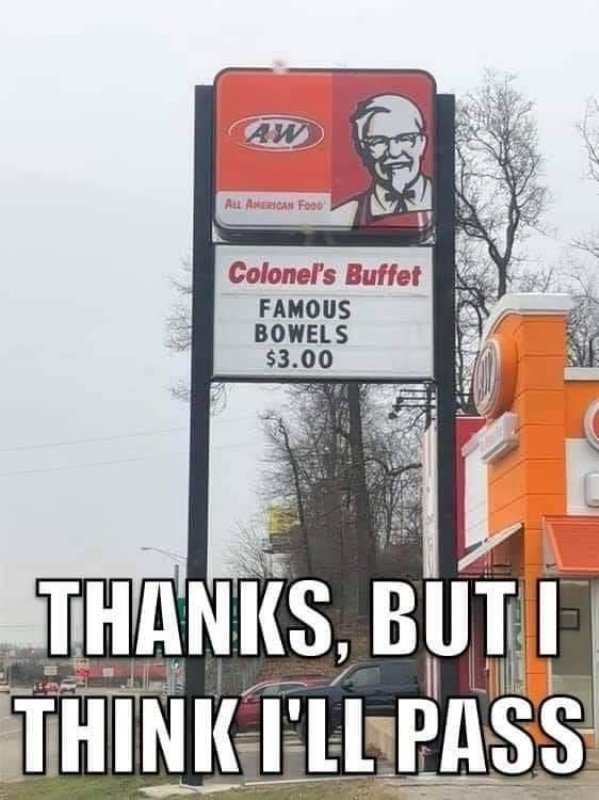 A&W
ALL AMERICAN FOOD
Colonel's Buffet
FAMOUS
BOWELS
$3.00
THANKS, BUT I
THINK I'LL PASS